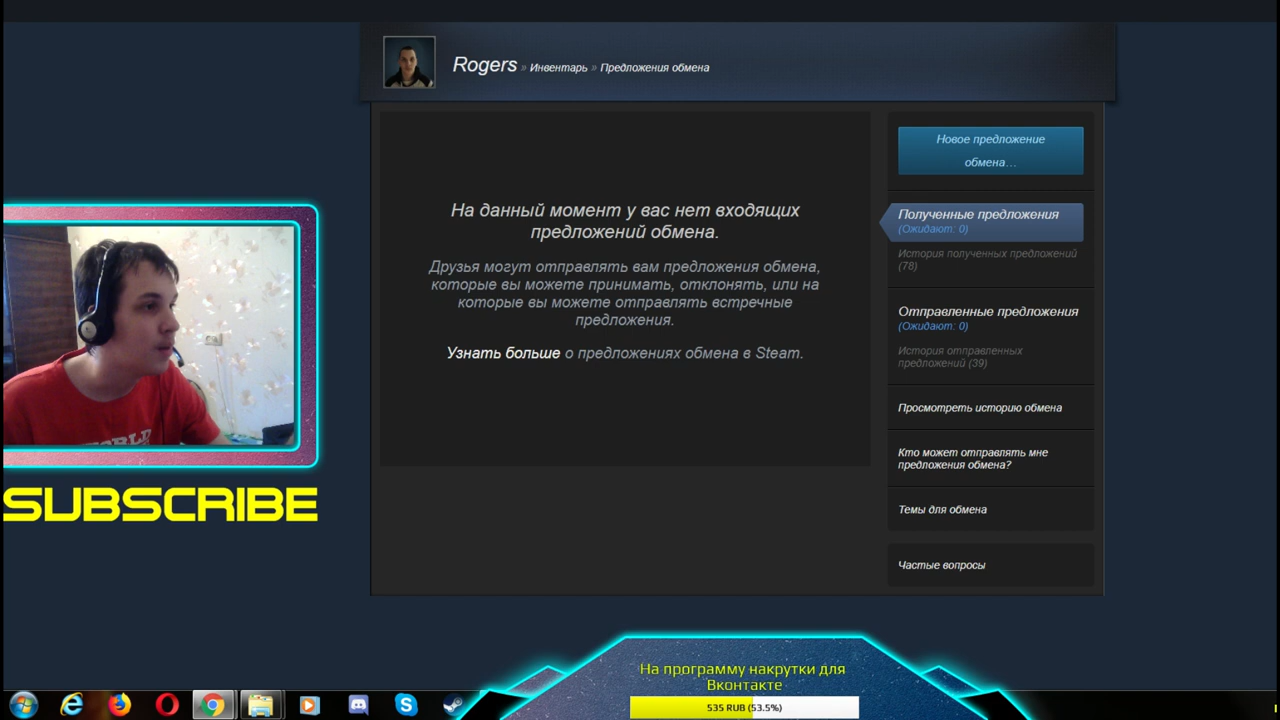 Rogers » Инвентарь » Предложения обмена
На данный момент у вас нет входящих
предложений обмена.
Друзья могут отправлять вам предложения обмена,
которые вы можете принимать, отклонять, или на
которые вы можете отправлять встречные
предложения.
Узнать больше о предложениях обмена в Steam.
Новое предложение
обмена...
Полученные предложения
(Ожидают: 0)
История полученных предложений
(78)
Отправленные предложения
(Ожидают: 0)
История отправленных
предложений (39)
Просмотреть историю обмена
Кто может отправлять мне
предложения обмена?
Темы для обмена
Частые вопросы
SUBSCRIBE
На программу накрутки для
Вконтакте
535 RUB (53.5%)